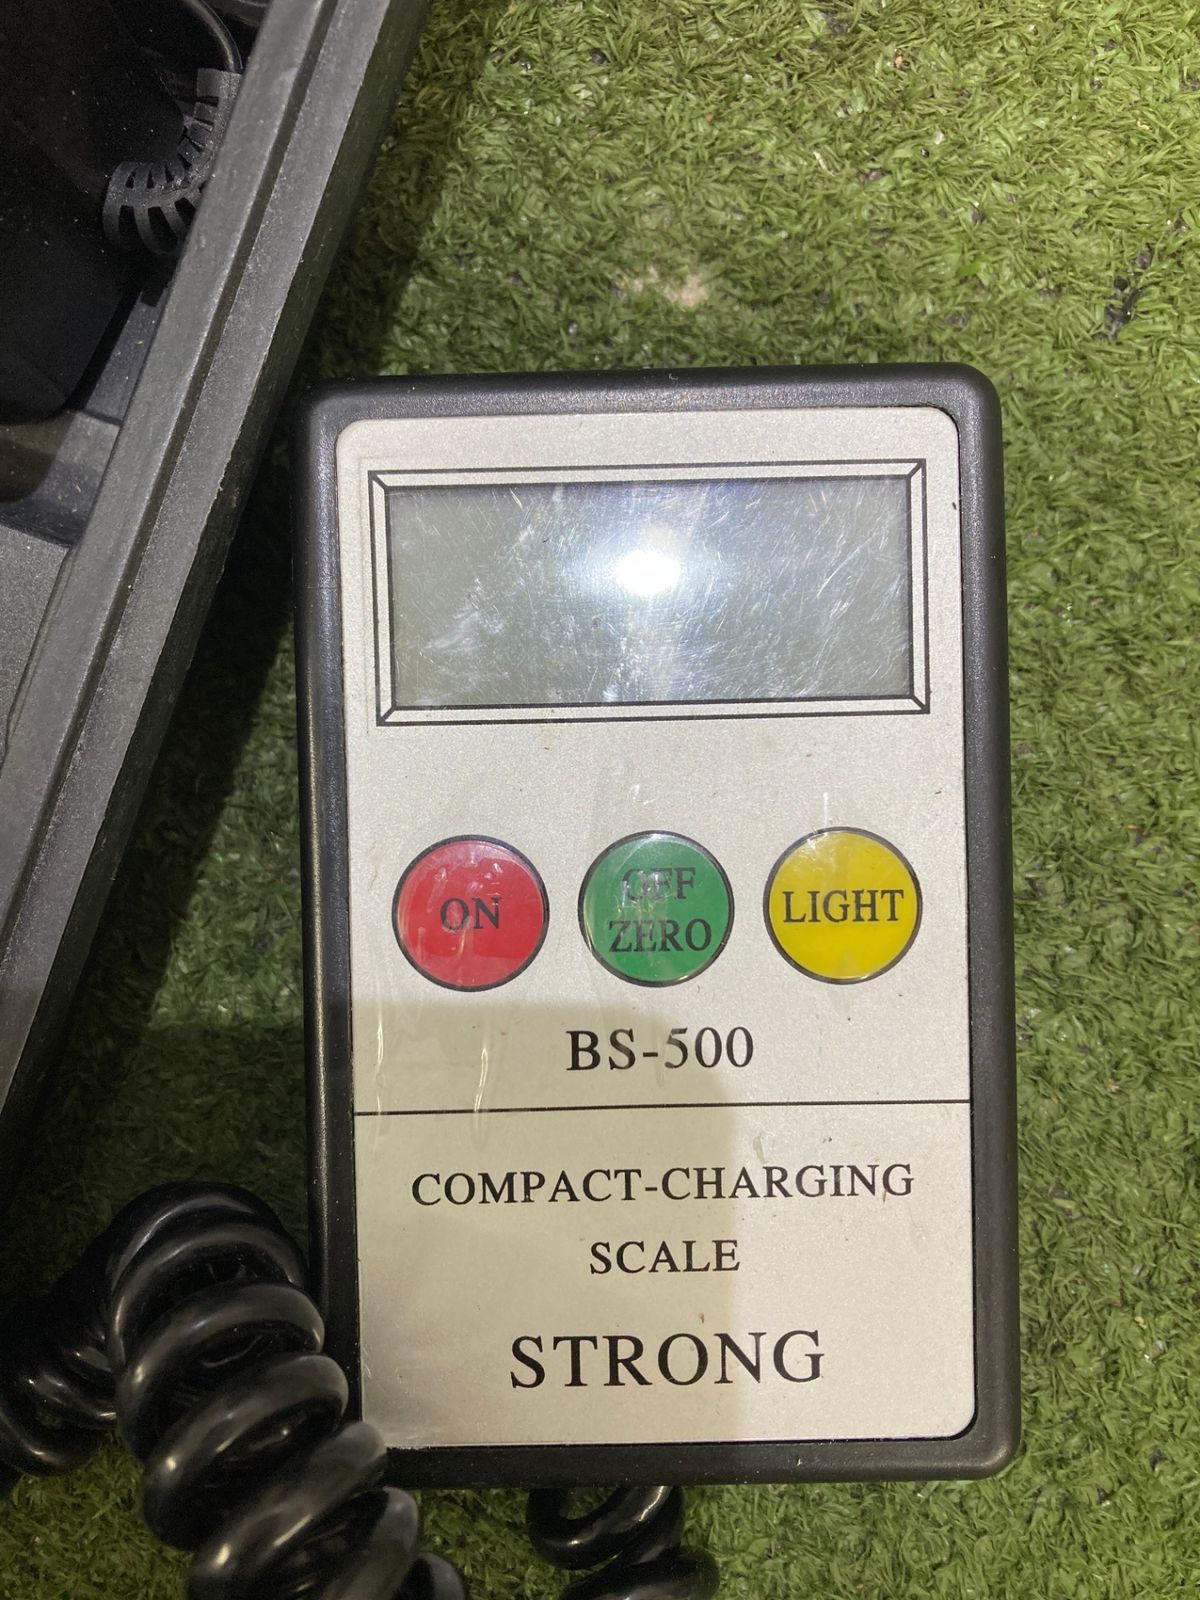 ON
OFF
ZERO
LIGHT
BS-500
COMPACT-CHARGING
SCALE
STRONG